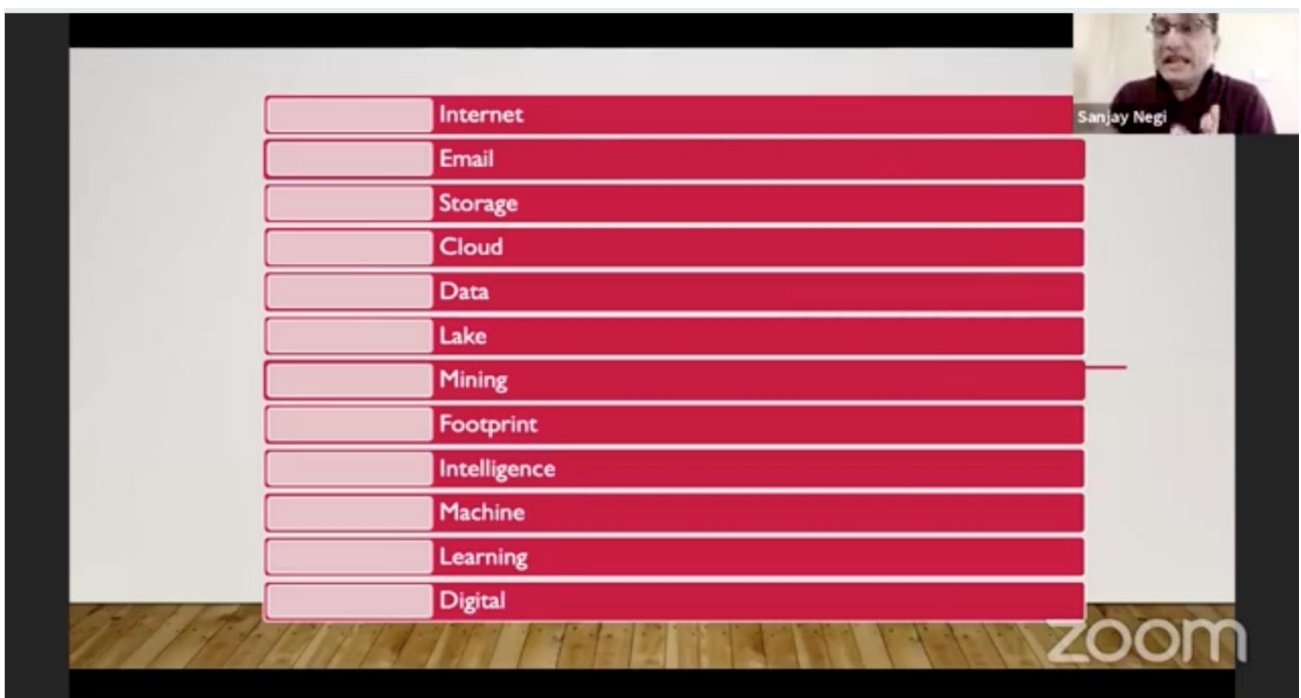 Internet
Sanjay Negi
Email
Storage
Cloud
Data
Lake
Mining
Footprint
Intelligence
Machine
Learning
Digital
zoom